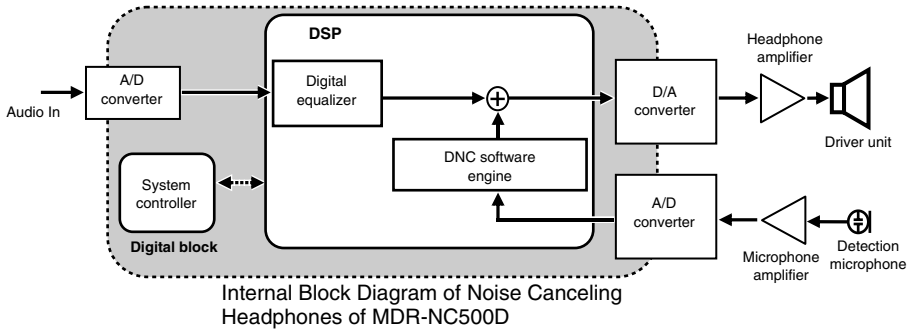 DSP
Headphone
amplifier
A/D
converter
Digital
equalizer
D/A
converter
Audio In
Driver unit
DNC software
engine
System
controller
A/D
converter
Digital block
Microphone
amplifier
Detection
microphone
Internal Block Diagram of Noise Canceling
Headphones of MDR-NC500D